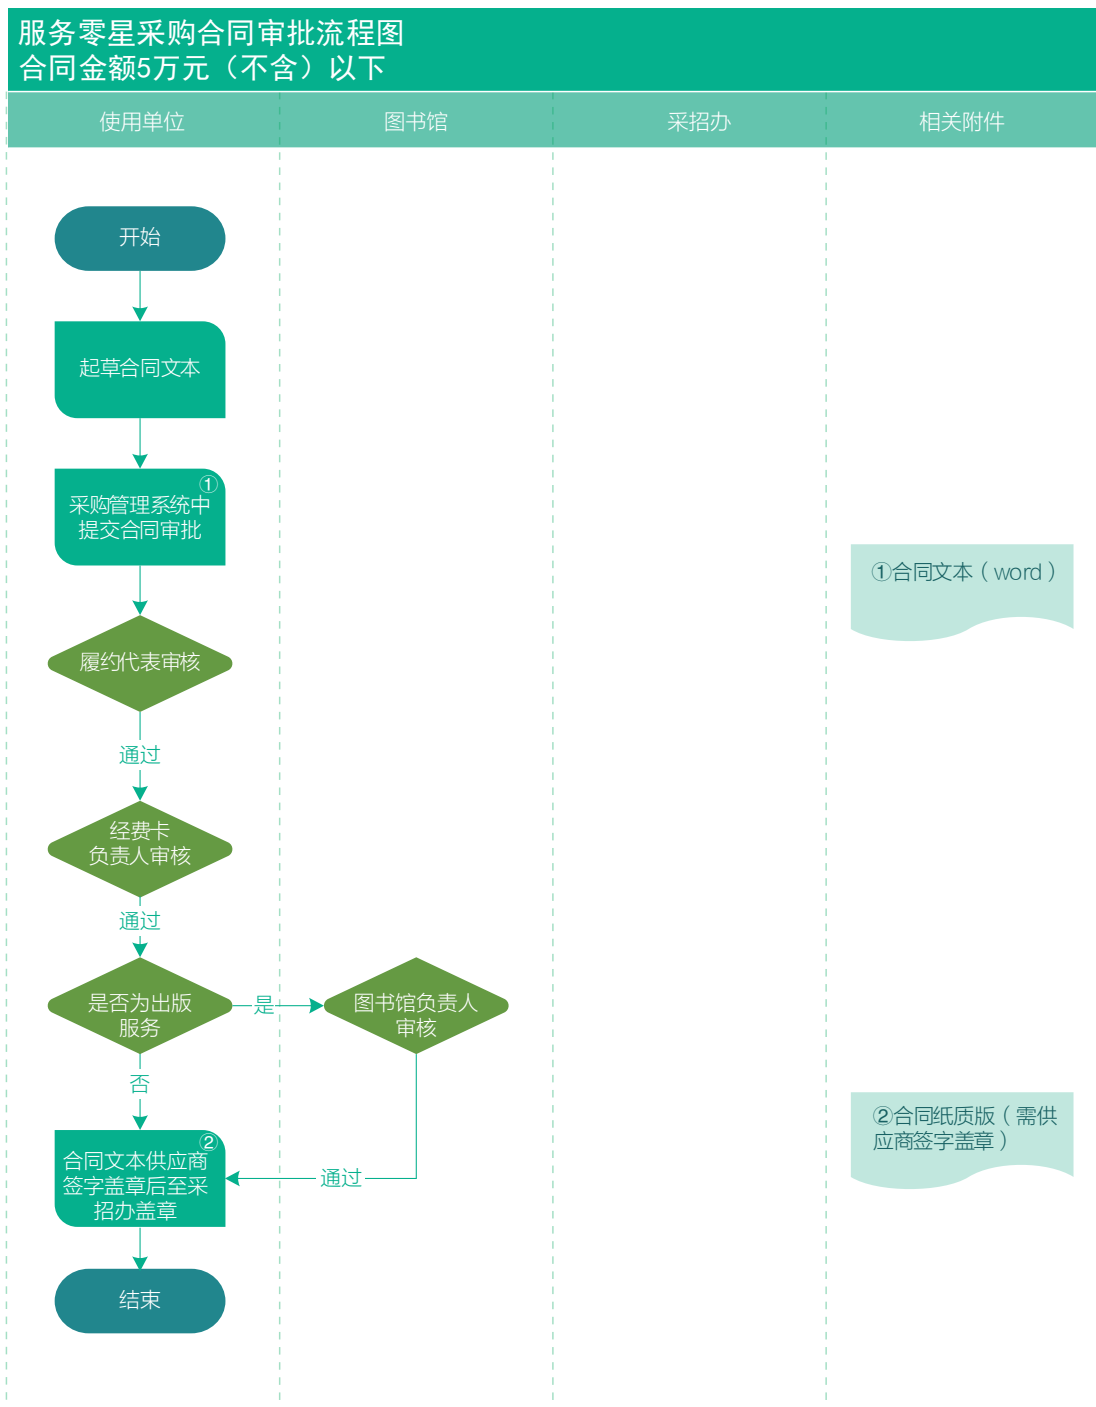 服务零星采购合同审批流程图
合同金额5万元（不含）以下
使用单位
图书馆
采招办
相关附件
开始
起草合同文本
①
采购管理系统中
提交合同审批
①合同文本（word）
履约代表审核
通过
经费卡
负责人审核
通过
是否为出版
服务
是
图书馆负责人
审核
否
②
合同文本供应商
签字盖章后至采
招办盖章
通过
②合同纸质版（需供
应商签字盖章）
结束